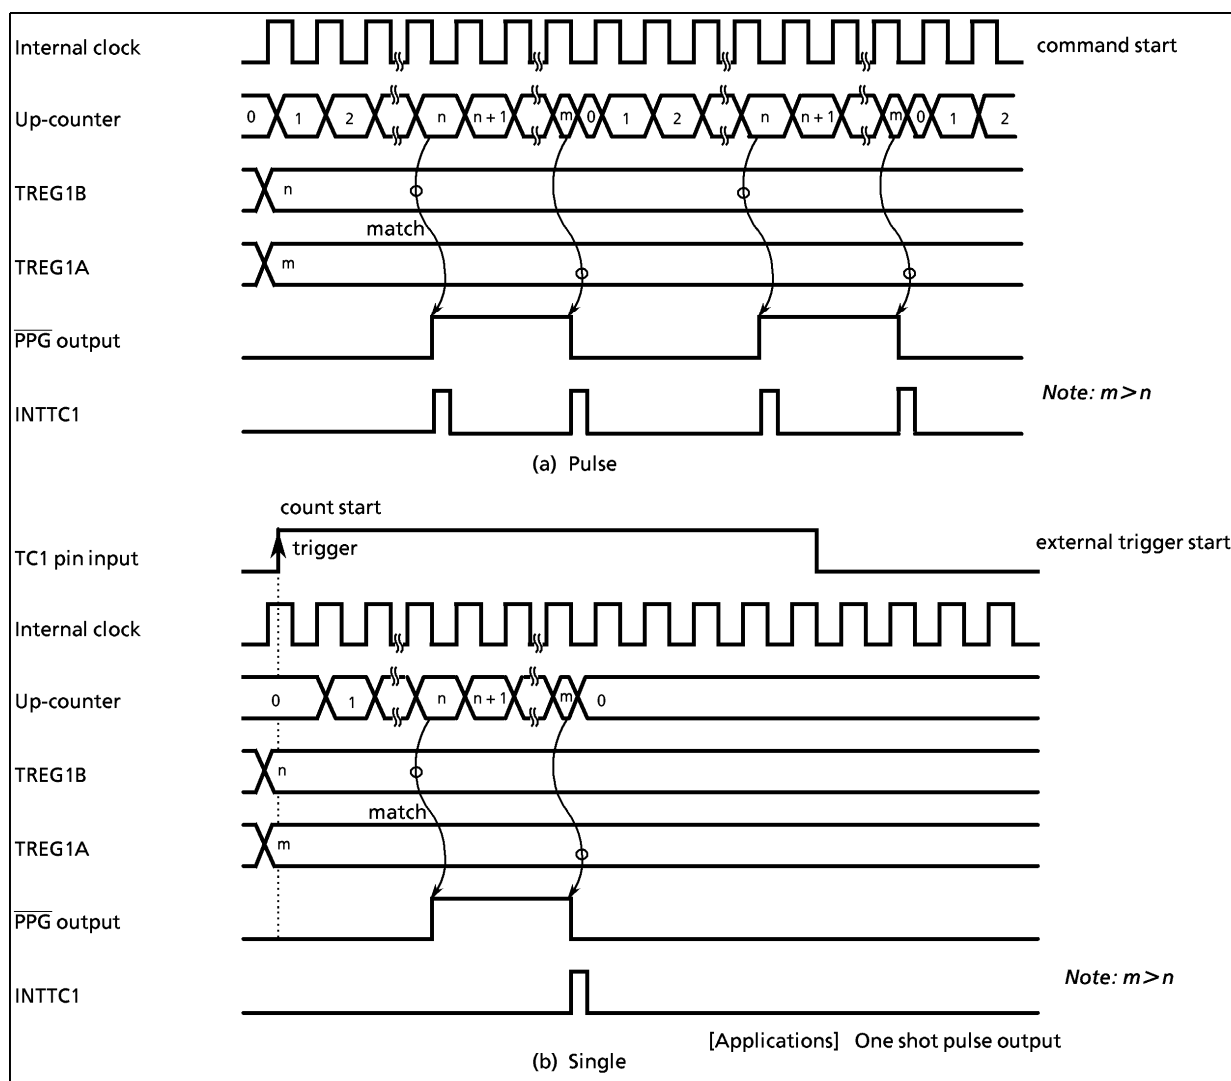 Internal clock command start
Up-counter 0 1 2 n n+1 m 0 1 2 n n+1 m 0 1 2
TREG1B n
match
TREG1A m
PPG output
Note: m>n
INTTC1
(a) Pulse
count start
TC1 pin input trigger external trigger start
Internal clock
Up-counter 0 1 n n+1 m 0
TREG1B n
match
TREG1A m
PPG output
Note: m>n
INTTC1
[Applications] One shot pulse output
(b) Single